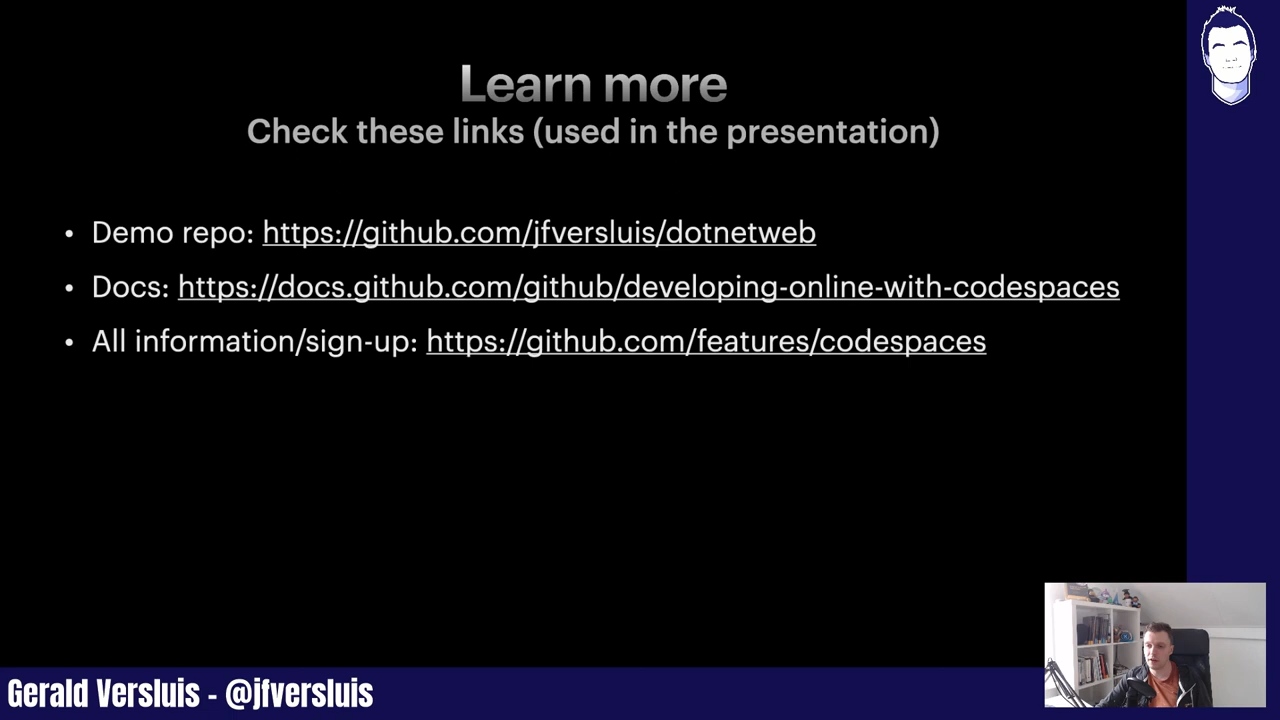 Learn more
Check these links (used in the presentation)
• Demo repo: https://github.com/jfversluis/dotnetweb
• Docs: https://docs.github.com/github/developing-online-with-codespaces
• All information/sign-up: https://github.com/features/codespaces
Gerald Versluis - @jfversluis